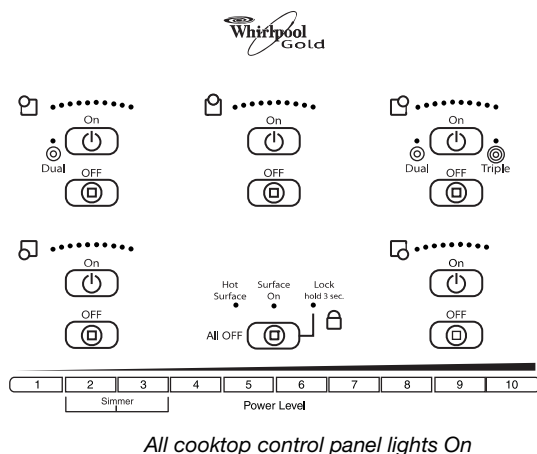 Whirlpool
Gold
On On On
Dual Dual Triple
OFF OFF OFF
On On
Hot Surface Lock
Surface On hold 3 sec.
OFF All OFF OFF
1 2 3 4 5 6 7 8 9 10
Simmer Power Level
All cooktop control panel lights On